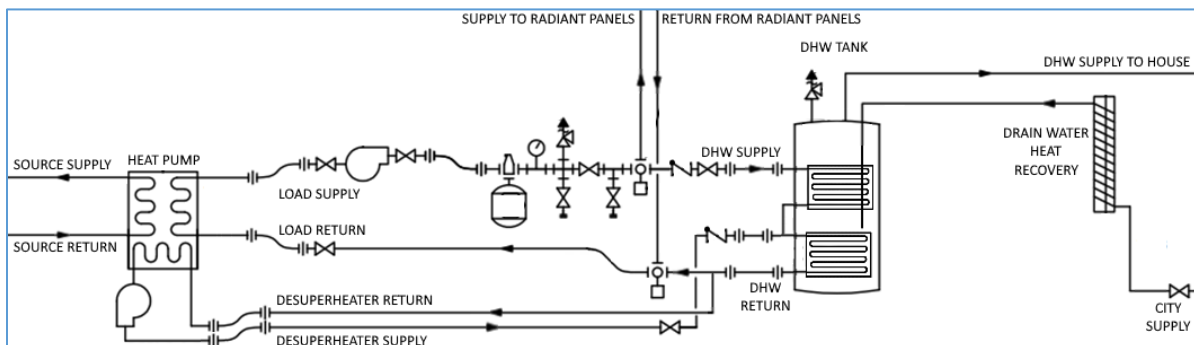 SUPPLY TO RADIANT PANELS
RETURN FROM RADIANT PANELS
DHW TANK
DHW SUPPLY TO HOUSE
DRAIN WATER
HEAT
RECOVERY
SOURCE SUPPLY
HEAT PUMP
LOAD SUPPLY
DHW SUPPLY
SOURCE RETURN
LOAD RETURN
DHW
RETURN
DESUPERHEATER RETURN
DESUPERHEATER SUPPLY
CITY
SUPPLY